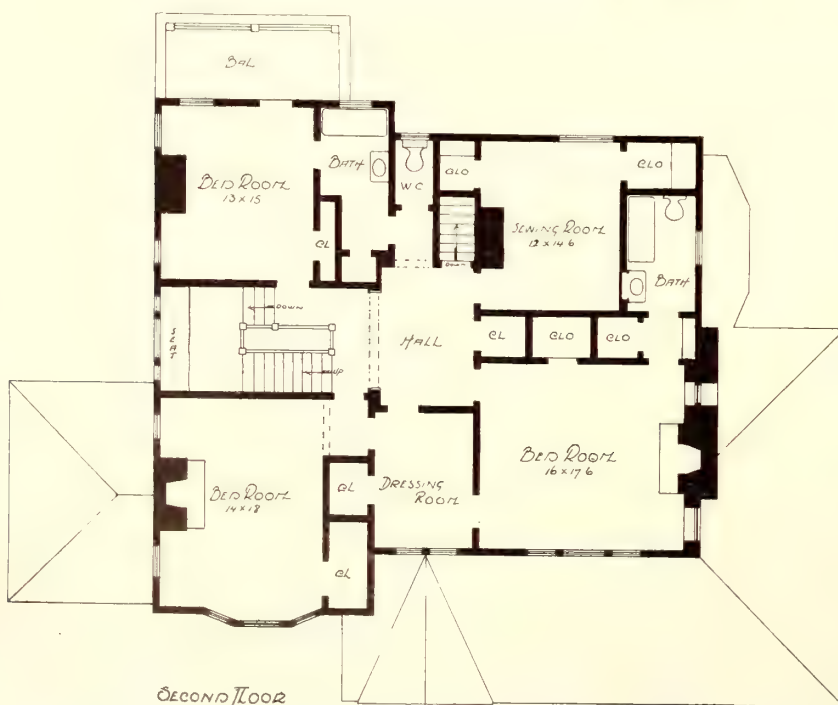 BAL
BED ROOM
13 x 15
BATH
W C
CLO
CLO
SEWING ROOM
12 x 14 6
CL
DOWN
BATH
DOWN
SEAT
HALL
CL
CLO
CLO
UP
BED ROOM
14 x 18
CL
DRESSING
ROOM
BED ROOM
16 x 17 6
CL
SECOND FLOOR